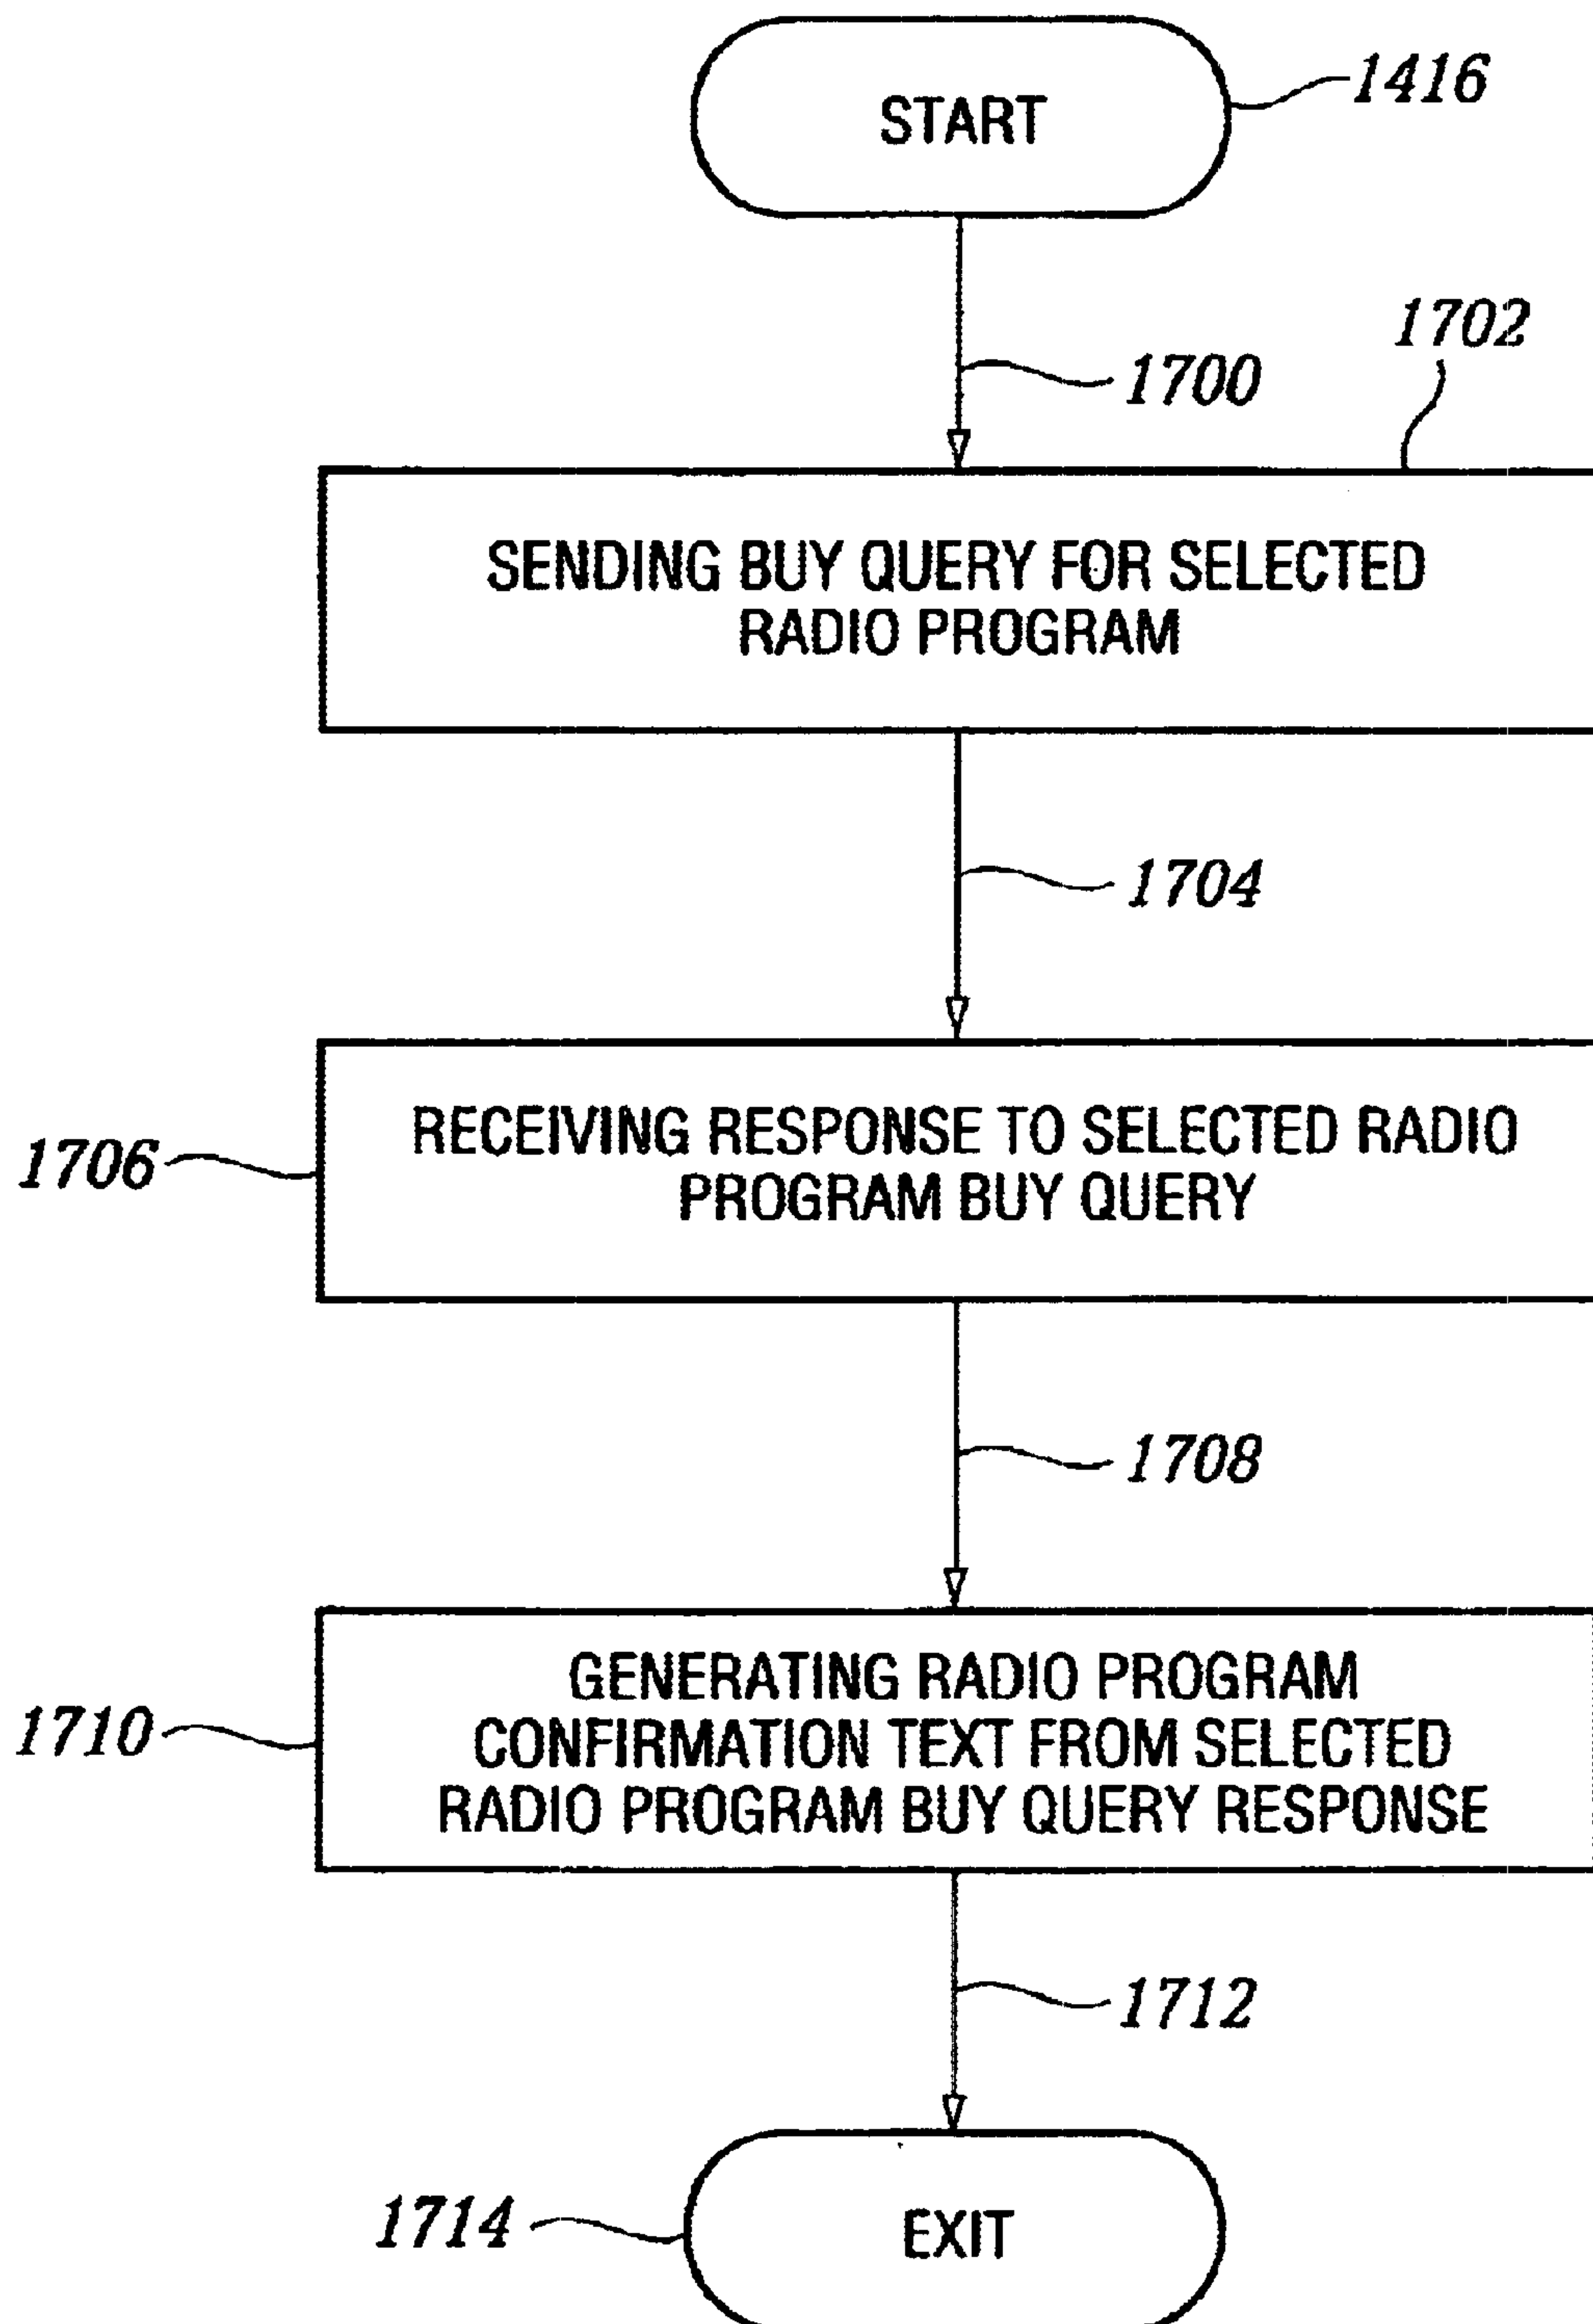 START
1416
1700
1702
SENDING BUY QUERY FOR SELECTED
RADIO PROGRAM
1704
RECEIVING RESPONSE TO SELECTED RADIO
PROGRAM BUY QUERY
1706
1708
GENERATING RADIO PROGRAM
CONFIRMATION TEXT FROM SELECTED
RADIO PROGRAM BUY QUERY RESPONSE
1710
1712
1714
EXIT